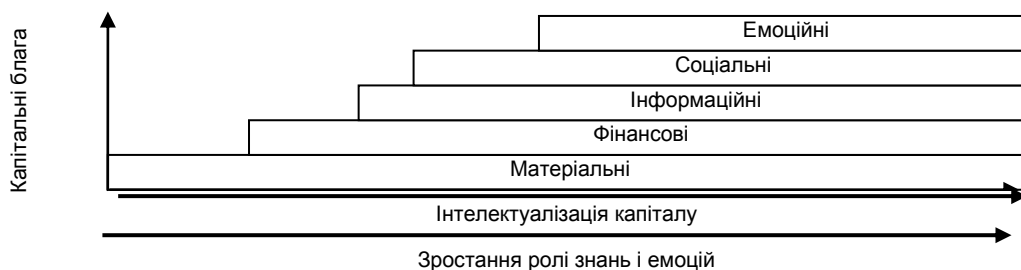 Капітальні блага
Емоційні
Соціальні
Інформаційні
Фінансові
Матеріальні
Інтелектуалізація капіталу
Зростання ролі знань і емоцій